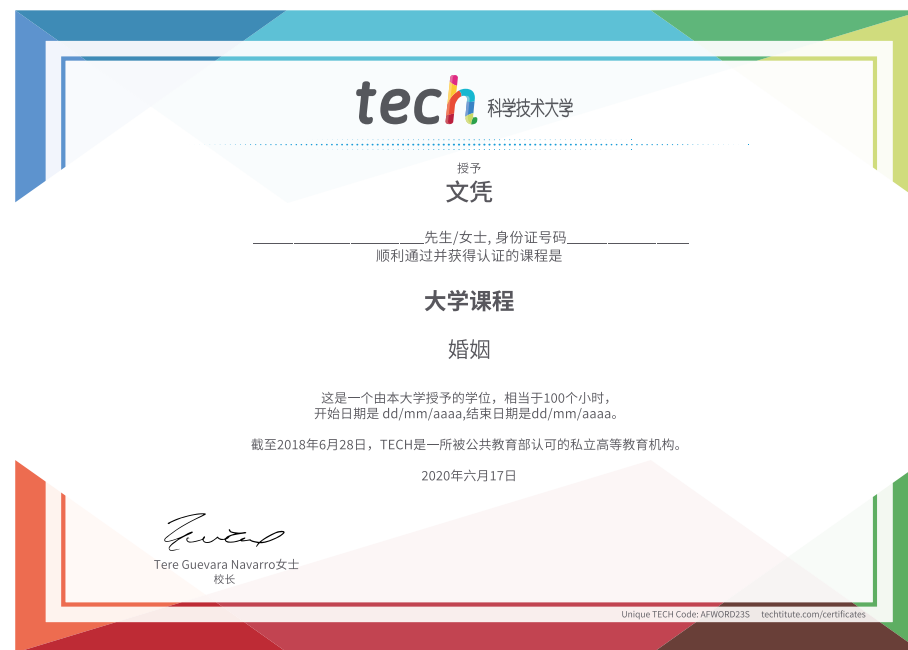 tech 科学技术大学
授予
文凭
________________________先生/女士, 身份证号码_________________
顺利通过并获得认证的课程是
大学课程
婚姻
这是一个由本大学授予的学位，相当于100个小时，
开始日期是 dd/mm/aaaa,结束日期是dd/mm/aaaa。
截至2018年6月28日，TECH是一所被公共教育部认可的私立高等教育机构。
2020年六月17日
Tere Guevara Navarro女士
校长
Unique TECH Code: AFWORD23S techtitute.com/certificates